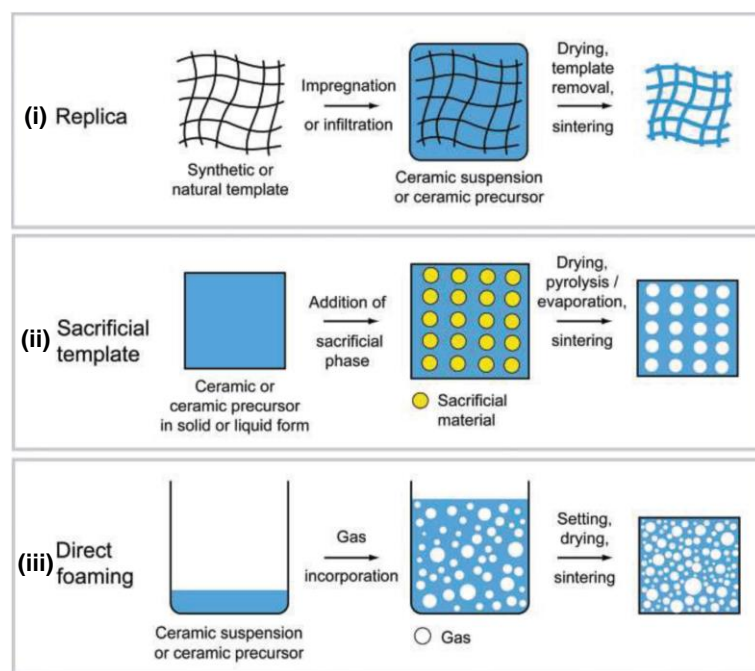 (i) Replica
Synthetic or
natural template
Impregnation
or infiltration
Ceramic suspension
or ceramic precursor
Drying,
template
removal,
sintering
(ii) Sacrificial
template
Ceramic or
ceramic precursor
in solid or liquid form
Addition of
sacrificial
phase
Sacrificial
material
Drying,
pyrolysis /
evaporation,
sintering
(iii) Direct
foaming
Ceramic suspension
or ceramic precursor
Gas
incorporation
Gas
Setting,
drying,
sintering